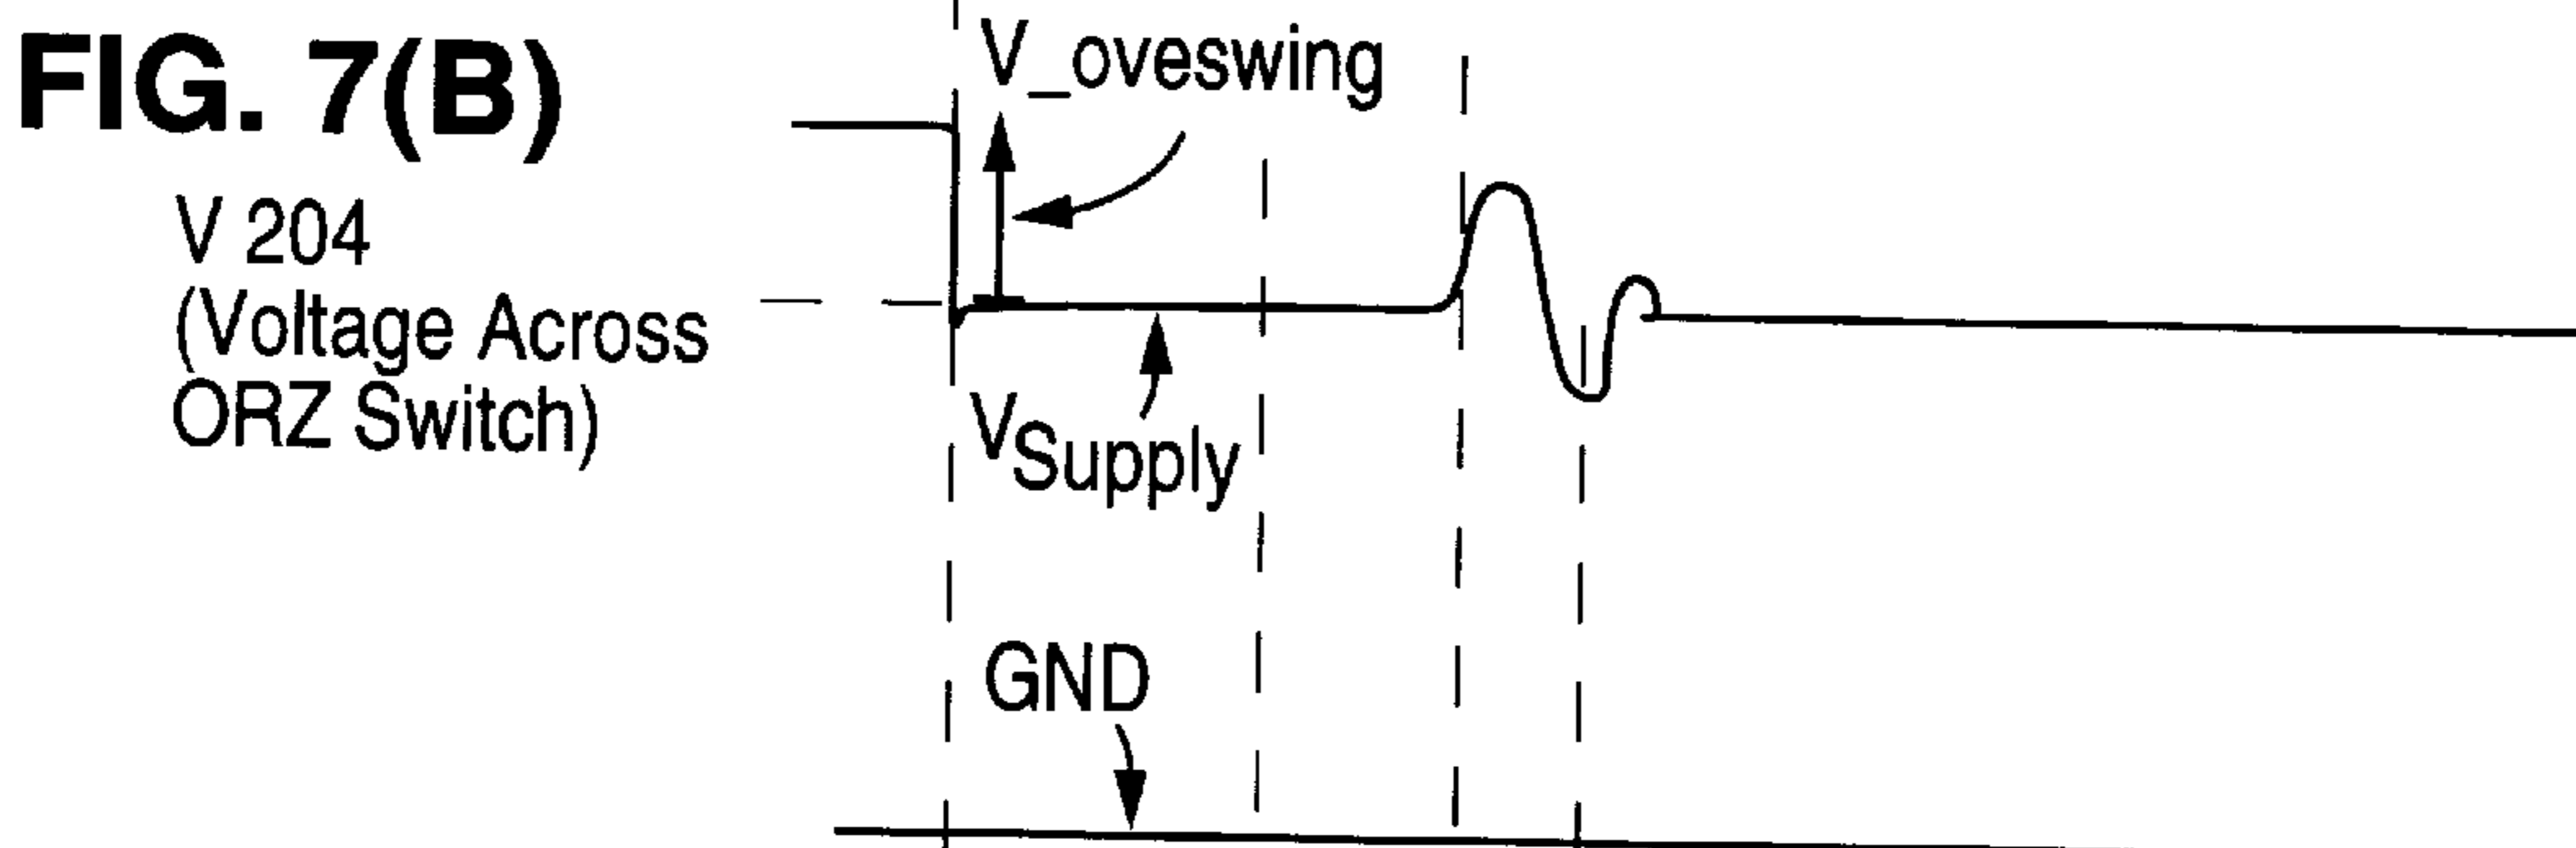 FIG. 7(B)
V_oveswing
V 204
(Voltage Across
ORZ Switch)
VSupply
GND